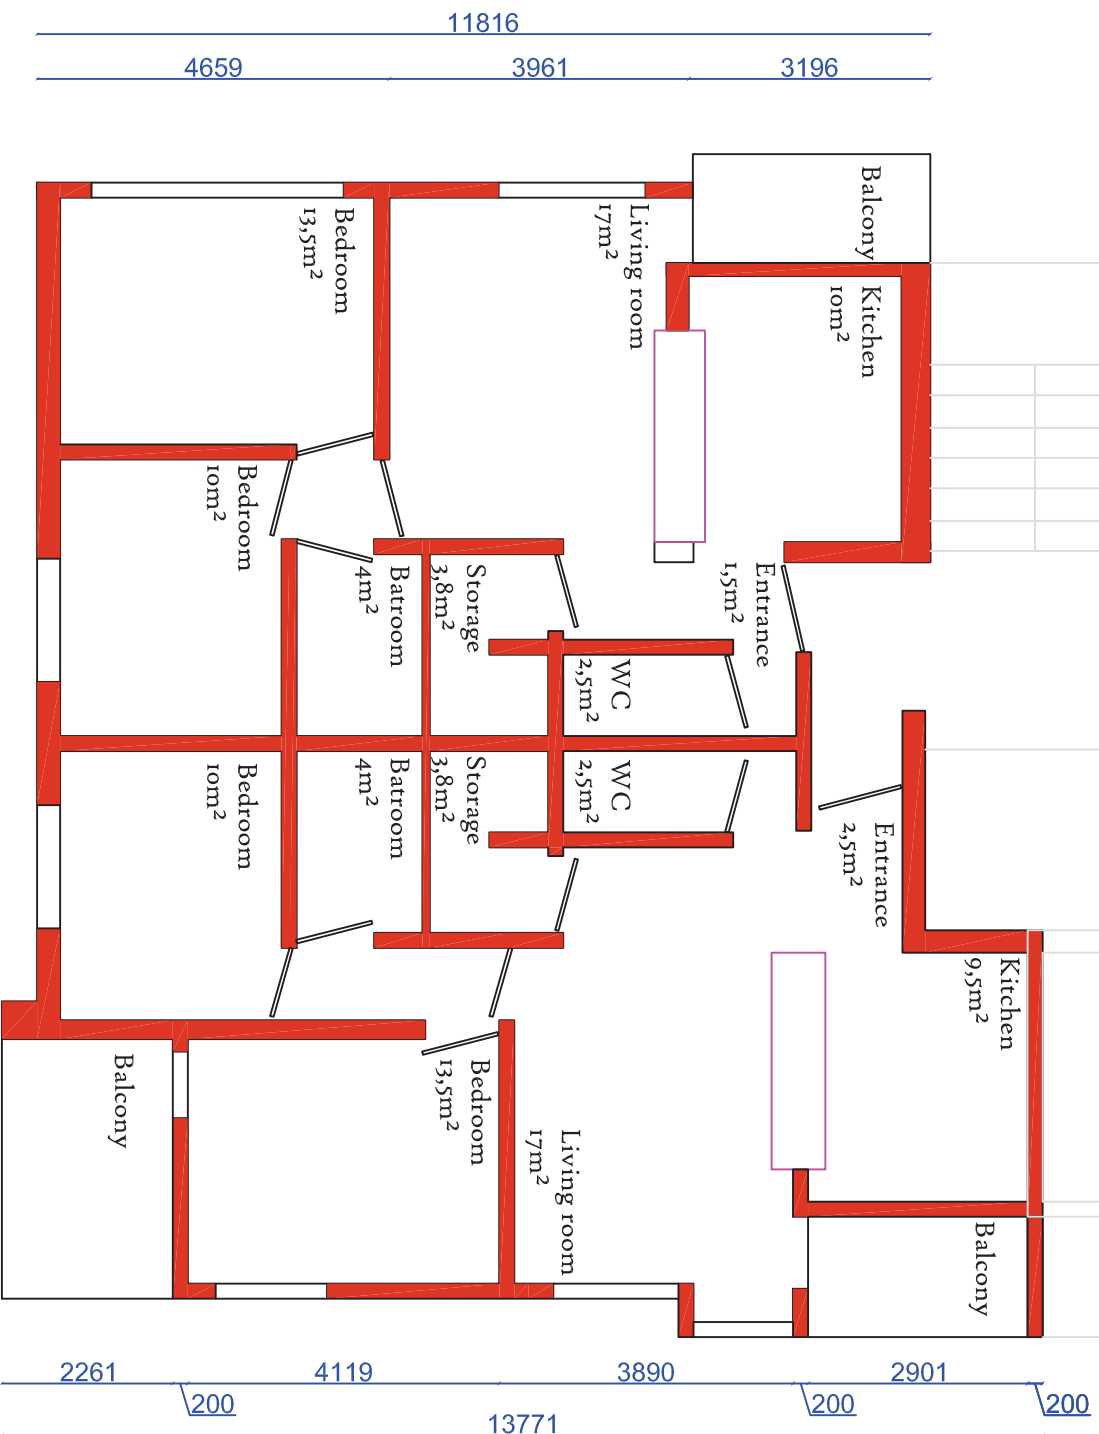 11816
4659
3961
3196
Balcony
Bedroom
13,5m²
Living room
17m²
Kitchen
10m²
Bedroom
10m²
Batroom
4m²
Storage
3,8m²
Entrance
1,5m²
WC
2,5m²
Bedroom
10m²
Batroom
4m²
Storage
3,8m²
WC
2,5m²
Entrance
2,5m²
Kitchen
9,5m²
Balcony
Bedroom
13,5m²
Living room
17m²
Balcony
2261
4119
3890
2901
200
200
200
13771